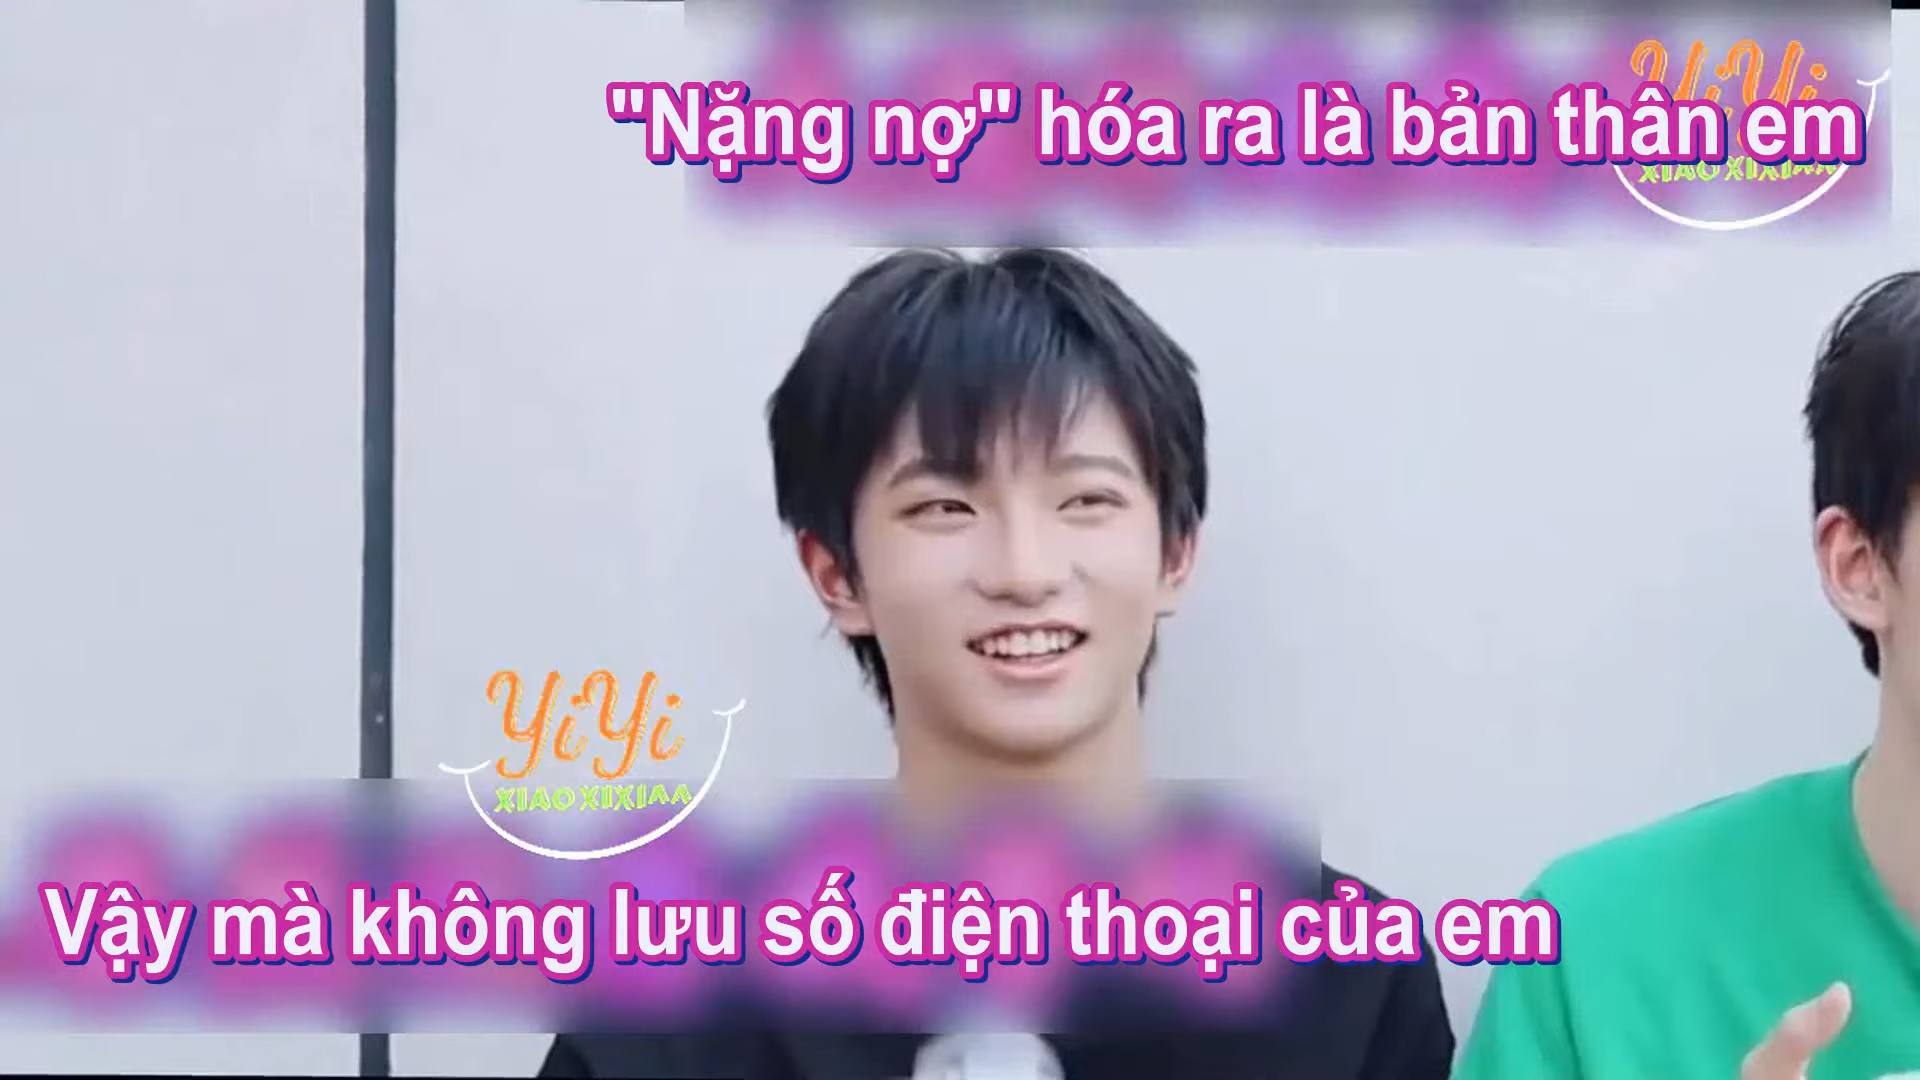 "Nặng nợ" hóa ra là bản thân em
YiYi
XIAO XIXIAA
YiYi
XIAO XIXIAA
Vậy mà không lưu số điện thoại của em